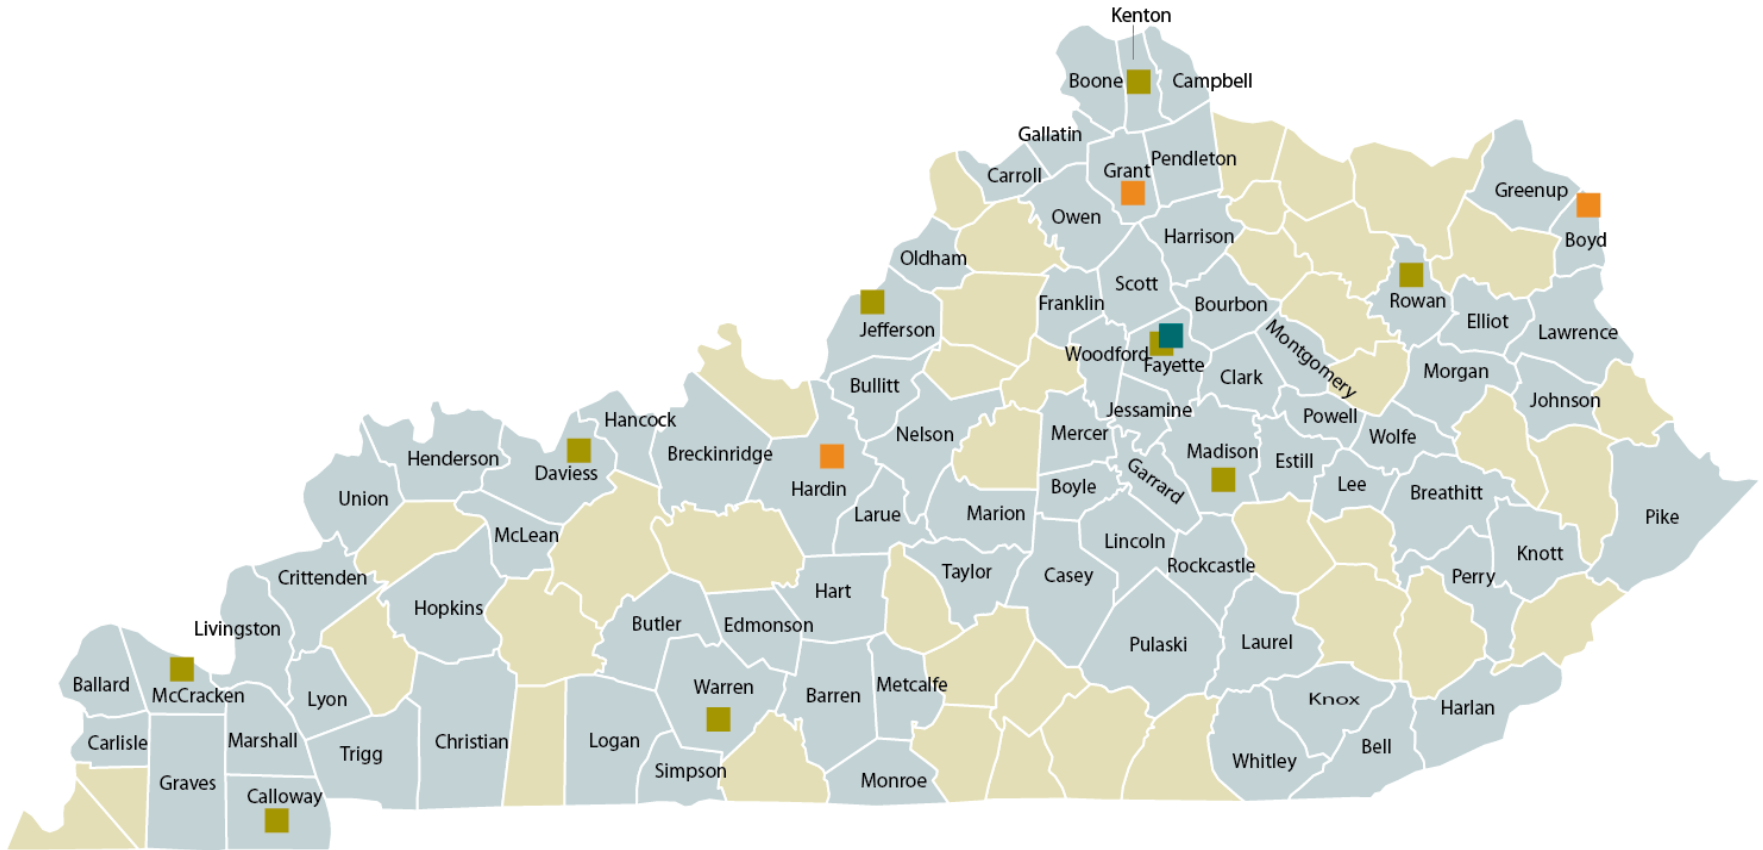 Kenton
Boone
Campbell
Gallatin
Grant
Pendleton
Carroll
Greenup
Owen
Harrison
Boyd
Oldham
Scott
Franklin
Bourbon
Rowan
Elliot
Lawrence
Jefferson
Woodford
Fayette
Montgomery
Clark
Morgan
Bullitt
Johnson
Jessamine
Powell
Hancock
Nelson
Mercer
Wolfe
Henderson
Breckinridge
Madison
Estill
Daviess
Garrard
Lee
Hardin
Boyle
Breathitt
Union
Larue
Marion
Pike
McLean
Lincoln
Knott
Rockcastle
Crittenden
Taylor
Casey
Perry
Hart
Hopkins
Livingston
Butler
Edmonson
Pulaski
Laurel
Ballard
McCracken
Lyon
Warren
Barren
Metcalfe
Knox
Harlan
Carlisle
Marshall
Trigg
Christian
Logan
Bell
Simpson
Whitley
Graves
Monroe
Calloway